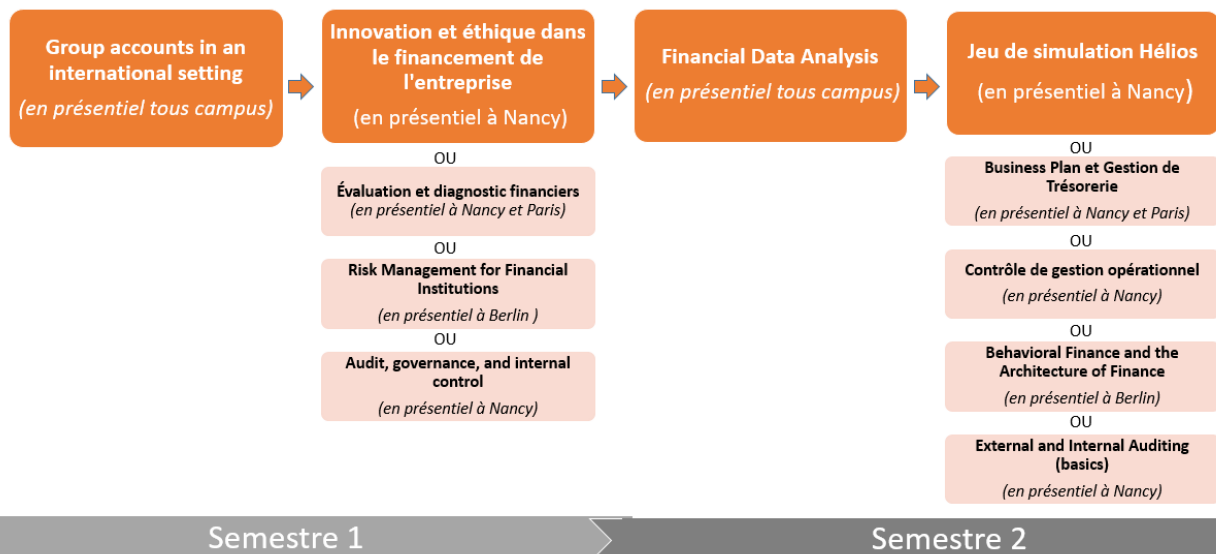 Group accounts in an
international setting
(en présentiel tous campus)
Innovation et éthique dans
le financement de
l'entreprise
(en présentiel à Nancy)
OU
Évaluation et diagnostic financiers
(en présentiel à Nancy et Paris)
OU
Risk Management for Financial
Institutions
(en présentiel à Berlin )
OU
Audit, governance, and internal
control
(en présentiel à Nancy)
Financial Data Analysis
(en présentiel tous campus)
Jeu de simulation Hélios
(en présentiel à Nancy)
OU
Business Plan et Gestion de
Trésorerie
(en présentiel à Nancy et Paris)
OU
Contrôle de gestion opérationnel
(en présentiel à Nancy)
OU
Behavioral Finance and the
Architecture of Finance
(en présentiel à Berlin)
OU
External and Internal Auditing
(basics)
(en présentiel à Nancy)
Semestre 1
Semestre 2